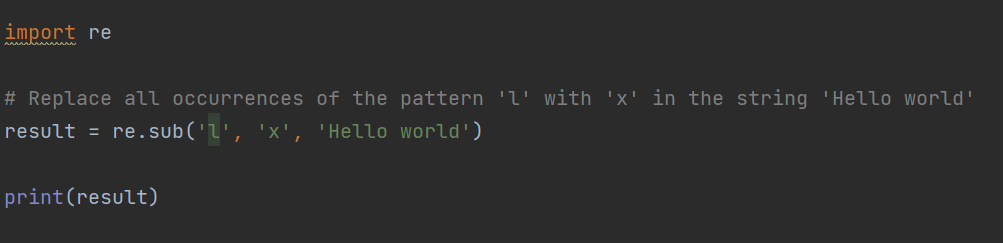 import re
# Replace all occurrences of the pattern 'l' with 'x' in the string 'Hello world'
result = re.sub('l', 'x', 'Hello world')
print(result)